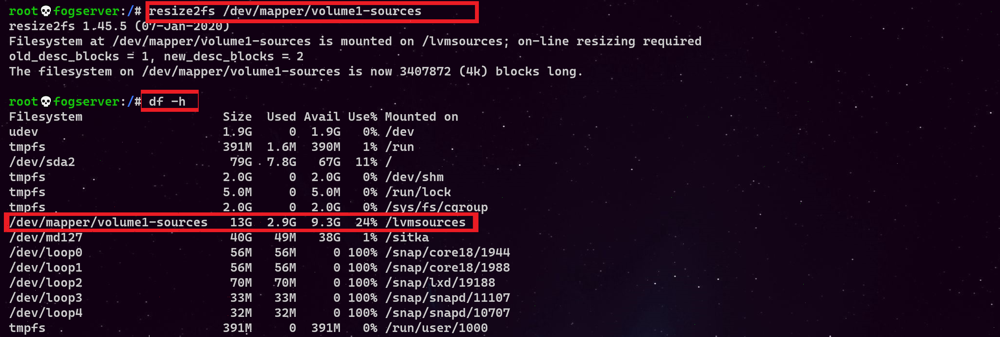 root💀fogserver:/# resize2fs /dev/mapper/volume1-sources
resize2fs 1.45.5 (07-Jan-2020)
Filesystem at /dev/mapper/volume1-sources is mounted on /lvmsources; on-line resizing required
old_desc_blocks = 1, new_desc_blocks = 2
The filesystem on /dev/mapper/volume1-sources is now 3407872 (4k) blocks long.
root💀fogserver:/# df -h
Filesystem Size Used Avail Use% Mounted on
udev 1.9G 0 1.9G 0% /dev
tmpfs 391M 1.6M 390M 1% /run
/dev/sda2 79G 7.8G 67G 11% /
tmpfs 2.0G 0 2.0G 0% /dev/shm
tmpfs 5.0M 0 5.0M 0% /run/lock
tmpfs 2.0G 0 2.0G 0% /sys/fs/cgroup
/dev/mapper/volume1-sources 13G 2.9G 9.3G 24% /lvmsources
/dev/md127 40G 49M 38G 1% /sitka
/dev/loop0 56M 56M 0 100% /snap/core18/1944
/dev/loop1 56M 56M 0 100% /snap/core18/1988
/dev/loop2 70M 70M 0 100% /snap/lxd/19188
/dev/loop3 33M 33M 0 100% /snap/snapd/11107
/dev/loop4 32M 32M 0 100% /snap/snapd/10707
tmpfs 391M 0 391M 0% /run/user/1000